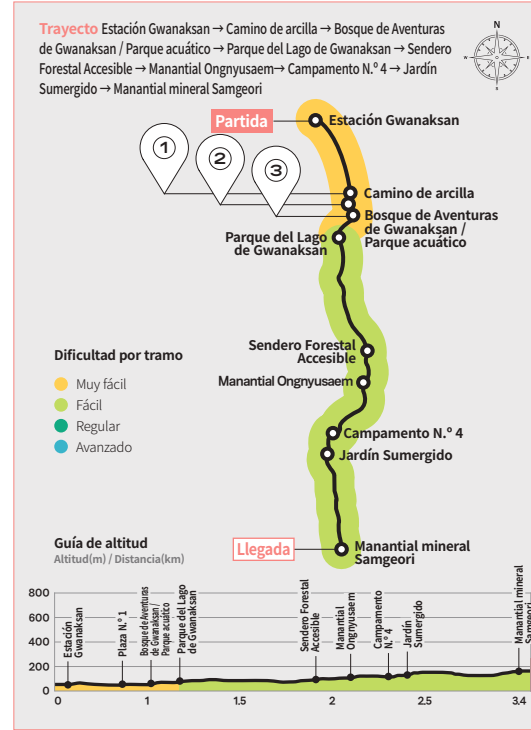 Trayecto Estación Gwanaksan → Camino de arcilla → Bosque de Aventuras
de Gwanaksan / Parque acuático → Parque del Lago de Gwanaksan → Sendero
Forestal Accesible → Manantial Ongnyusaem→ Campamento N.º 4 → Jardín
Sumergido → Manantial mineral Samgeori
N
W
E
S
Partida
Estación Gwanaksan
1
2
3
Camino de arcilla
Bosque de Aventuras
de Gwanaksan /
Parque acuático
Parque del Lago
de Gwanaksan
Sendero Forestal
Accesible
Manantial Ongnyusaem
Dificultad por tramo
Muy fácil
Fácil
Regular
Avanzado
Campamento N.º 4
Jardín Sumergido
Llegada
Manantial mineral
Samgeori
Guía de altitud
Altitud(m) / Distancia(km)
800
600
400
200
0
Estación
Gwanaksan
Plaza N.º 1
Bosque de Aventuras
de Gwanaksan /
Parque acuático
Parque del Lago
de Gwanaksan
Sendero Forestal
Accesible
Manantial
Ongnyusaem
Campamento
N.º 4
Jardín
Sumergido
Manantial mineral
Samgeori
0
1
1.5
2
2.5
3.4